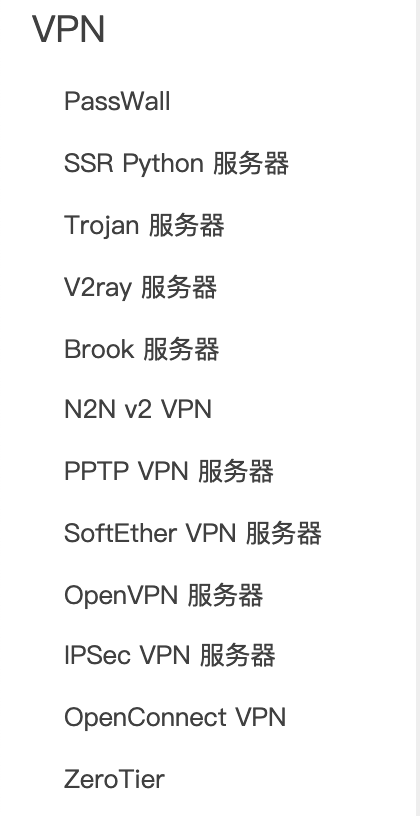 VPN
PassWall
SSR Python 服务器
Trojan 服务器
V2ray 服务器
Brook 服务器
N2N v2 VPN
PPTP VPN 服务器
SoftEther VPN 服务器
OpenVPN 服务器
IPSec VPN 服务器
OpenConnect VPN
ZeroTier